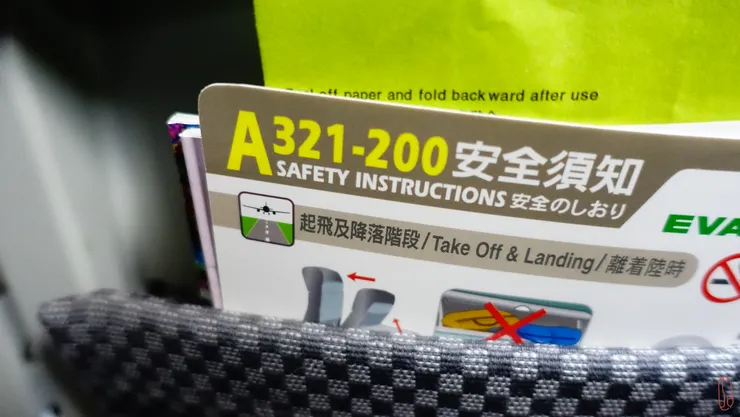 off paper and fold backward after use
A321-200 安全須知
SAFETY INSTRUCTIONS 安全のしおり
EVA
起飛及降落階段/Take Off & Landing/離着陸時